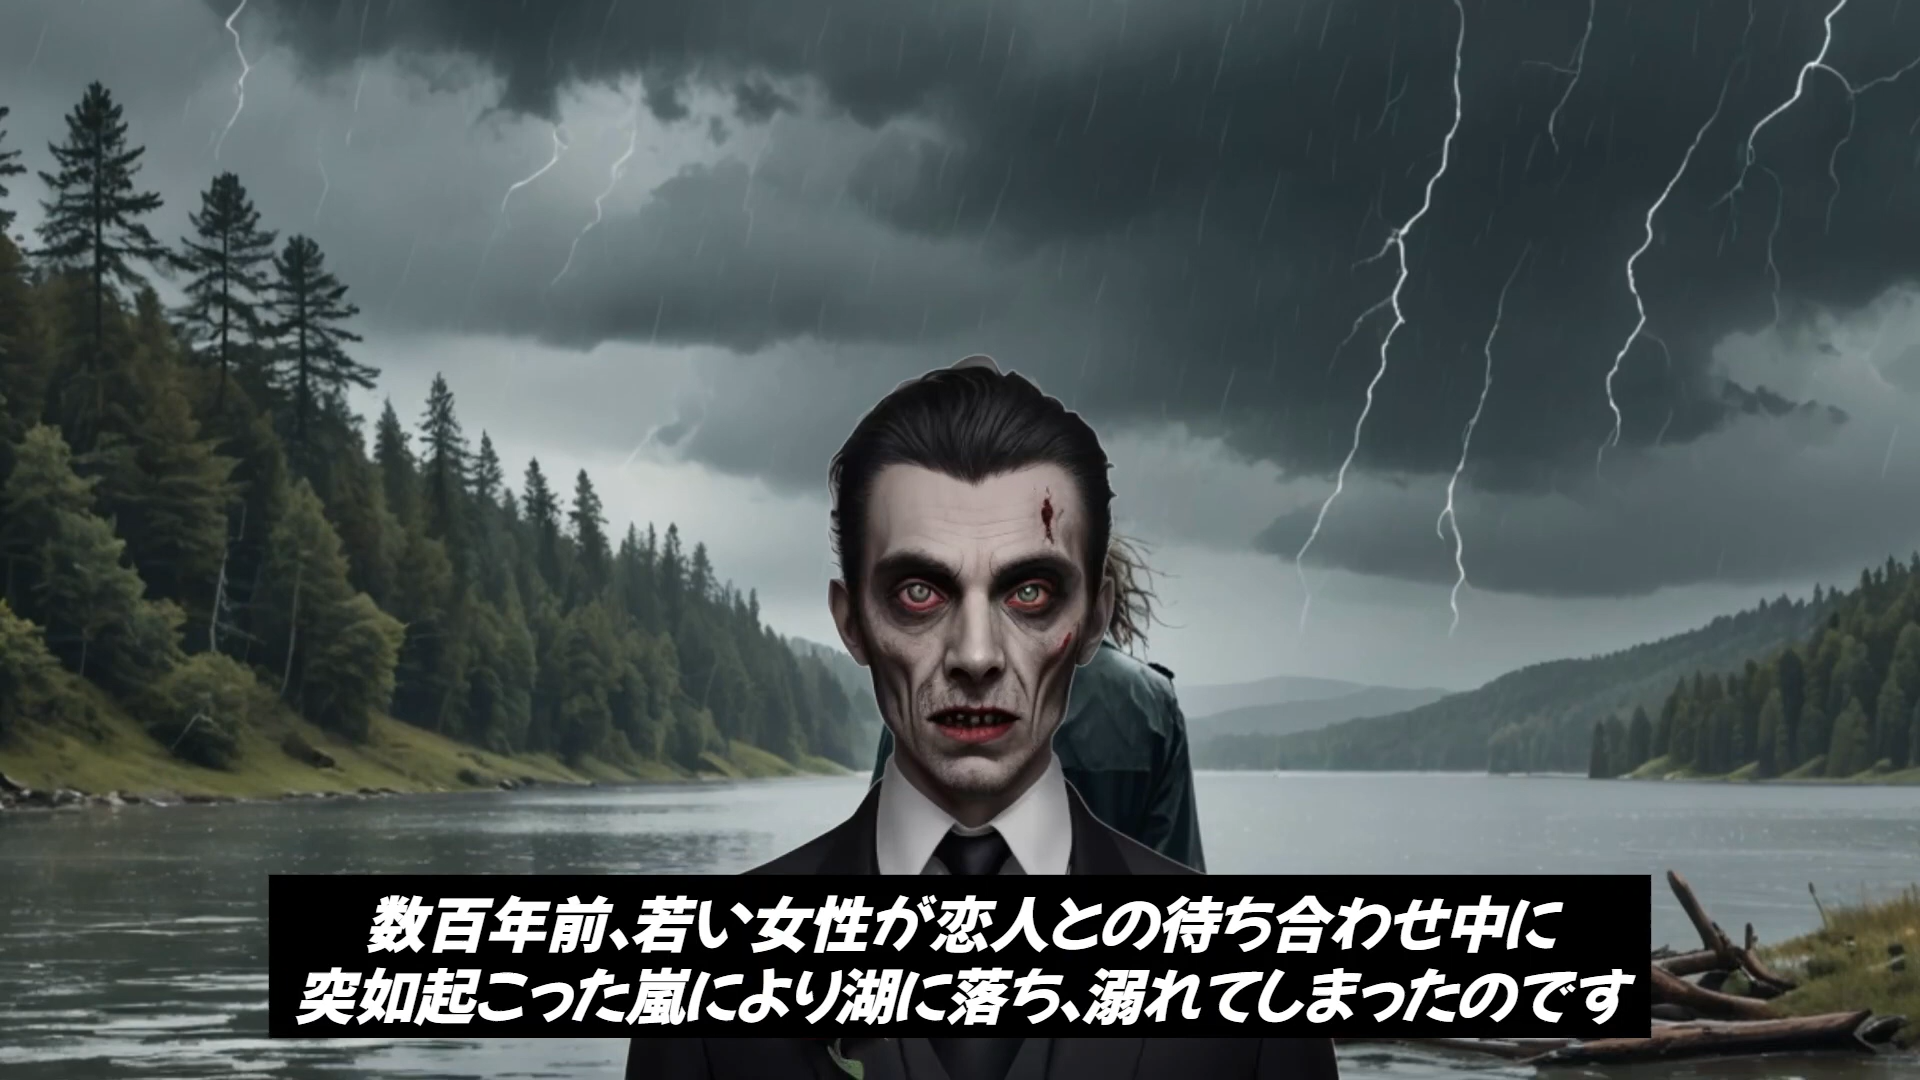 数百年前、若い女性が恋人との待ち合わせ中に
突如起こった嵐により湖に落ち、溺れてしまったのです